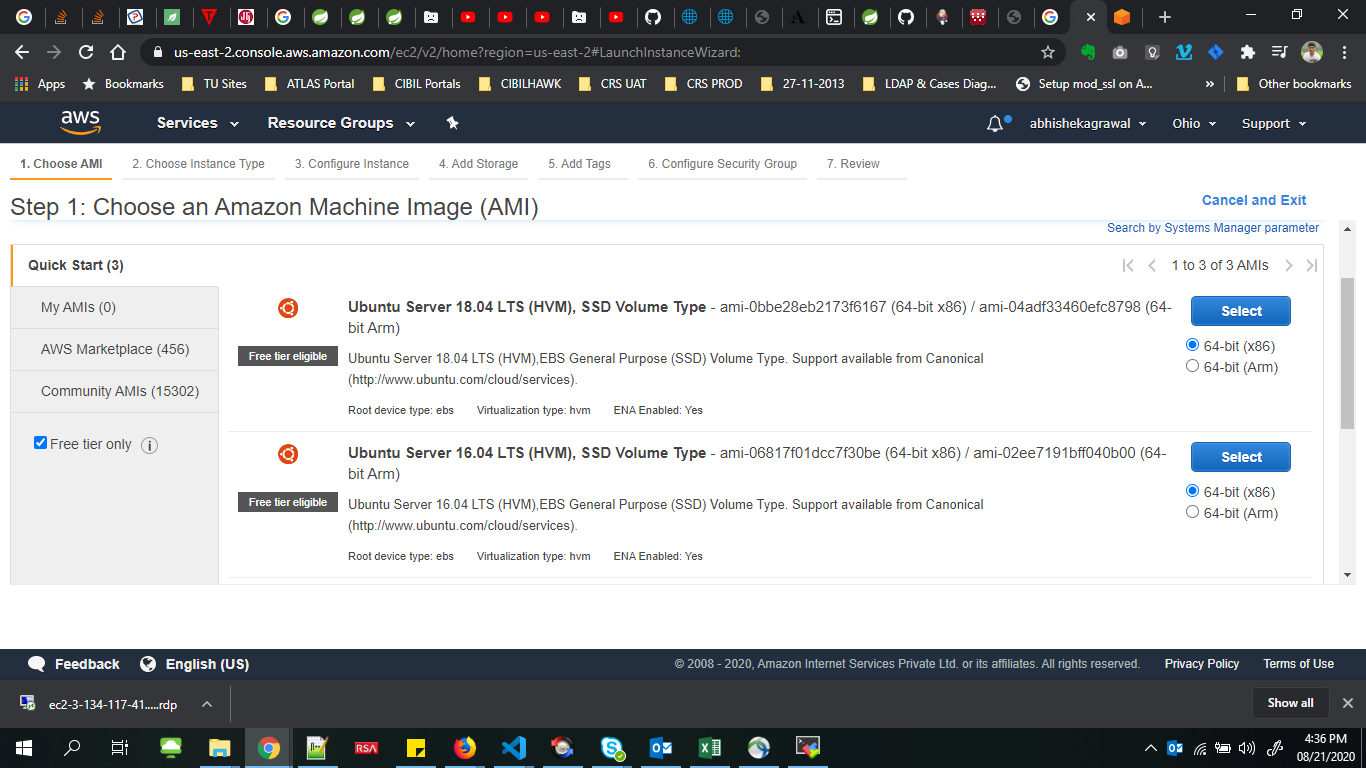 us-east-2.console.aws.amazon.com/ec2/v2/home?region=us-east-2#LaunchInstanceWizard:
Apps Bookmarks TU Sites ATLAS Portal CIBIL Portals CIBILHAWK CRS UAT CRS PROD 27-11-2013 LDAP & Cases Diag... Setup mod_ssl on A... » Other bookmarks
aws Services Resource Groups abhishekagrawal Ohio Support
1. Choose AMI 2. Choose Instance Type 3. Configure Instance 4. Add Storage 5. Add Tags 6. Configure Security Group 7. Review
Step 1: Choose an Amazon Machine Image (AMI) Cancel and Exit
Search by Systems Manager parameter
Quick Start (3) 1 to 3 of 3 AMIs
My AMIs (0)
AWS Marketplace (456)
Community AMIs (15302)
Free tier only
Ubuntu Server 18.04 LTS (HVM), SSD Volume Type - ami-0bbe28eb2173f6167 (64-bit x86) / ami-04adf33460efc8798 (64-
bit Arm)
Free tier eligible
Ubuntu Server 18.04 LTS (HVM),EBS General Purpose (SSD) Volume Type. Support available from Canonical
(http://www.ubuntu.com/cloud/services).
Root device type: ebs Virtualization type: hvm ENA Enabled: Yes
Select
64-bit (x86)
64-bit (Arm)
Ubuntu Server 16.04 LTS (HVM), SSD Volume Type - ami-06817f01dcc7f30be (64-bit x86) / ami-02ee7191bff040b00 (64-
bit Arm)
Free tier eligible
Ubuntu Server 16.04 LTS (HVM),EBS General Purpose (SSD) Volume Type. Support available from Canonical
(http://www.ubuntu.com/cloud/services).
Root device type: ebs Virtualization type: hvm ENA Enabled: Yes
Select
64-bit (x86)
64-bit (Arm)
Feedback English (US) © 2008 - 2020, Amazon Internet Services Private Ltd. or its affiliates. All rights reserved. Privacy Policy Terms of Use
ec2-3-134-117-41.....rdp Show all
RSA
4:36 PM
08/21/2020